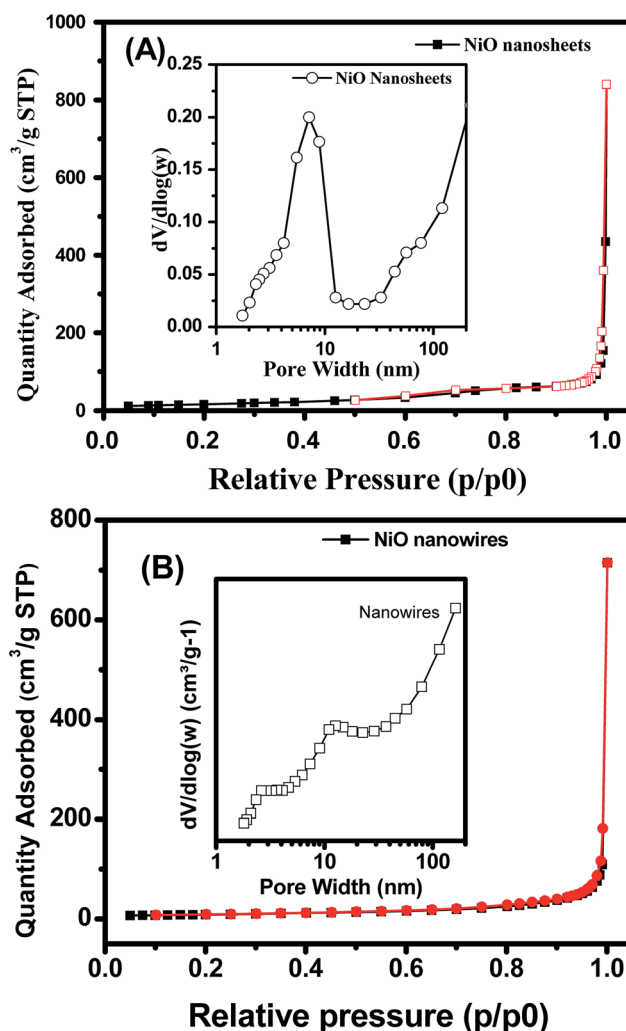 (A)
NiO nanosheets
NiO Nanosheets
Quantity Adsorbed (cm³/g STP)
1000
800
600
400
200
0
dV/dlog(w)
0.25
0.20
0.15
0.10
0.05
0.00
1 10 100
Pore Width (nm)
0.0 0.2 0.4 0.6 0.8 1.0
Relative Pressure (p/p0)
(B)
NiO nanowires
Nanowires
Quantity Adsorbed (cm³/g STP)
800
600
400
200
0
dV/dlog(w) (cm³/g-1)
1 10 100
Pore Width (nm)
0.0 0.2 0.4 0.6 0.8 1.0
Relative pressure (p/p0)